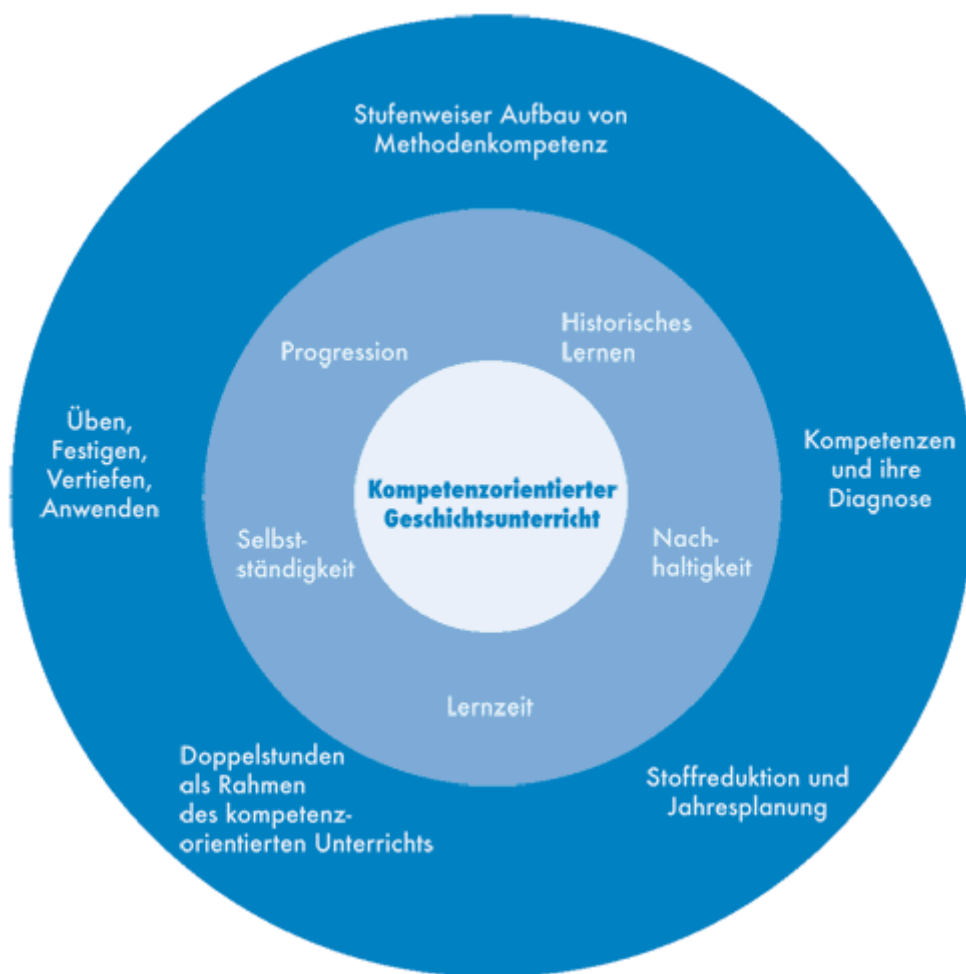 Stufenweiser Aufbau von
Methodenkompetenz
Progression
Historisches
Lernen
Üben,
Festigen,
Vertiefen,
Anwenden
Kompetenzorientierter
Geschichtsunterricht
Kompetenzen
und ihre
Diagnose
Selbst-
ständigkeit
Nach-
haltigkeit
Lernzeit
Doppelstunden
als Rahmen
des kompetenz-
orientierten Unterrichts
Stoffreduktion und
Jahresplanung